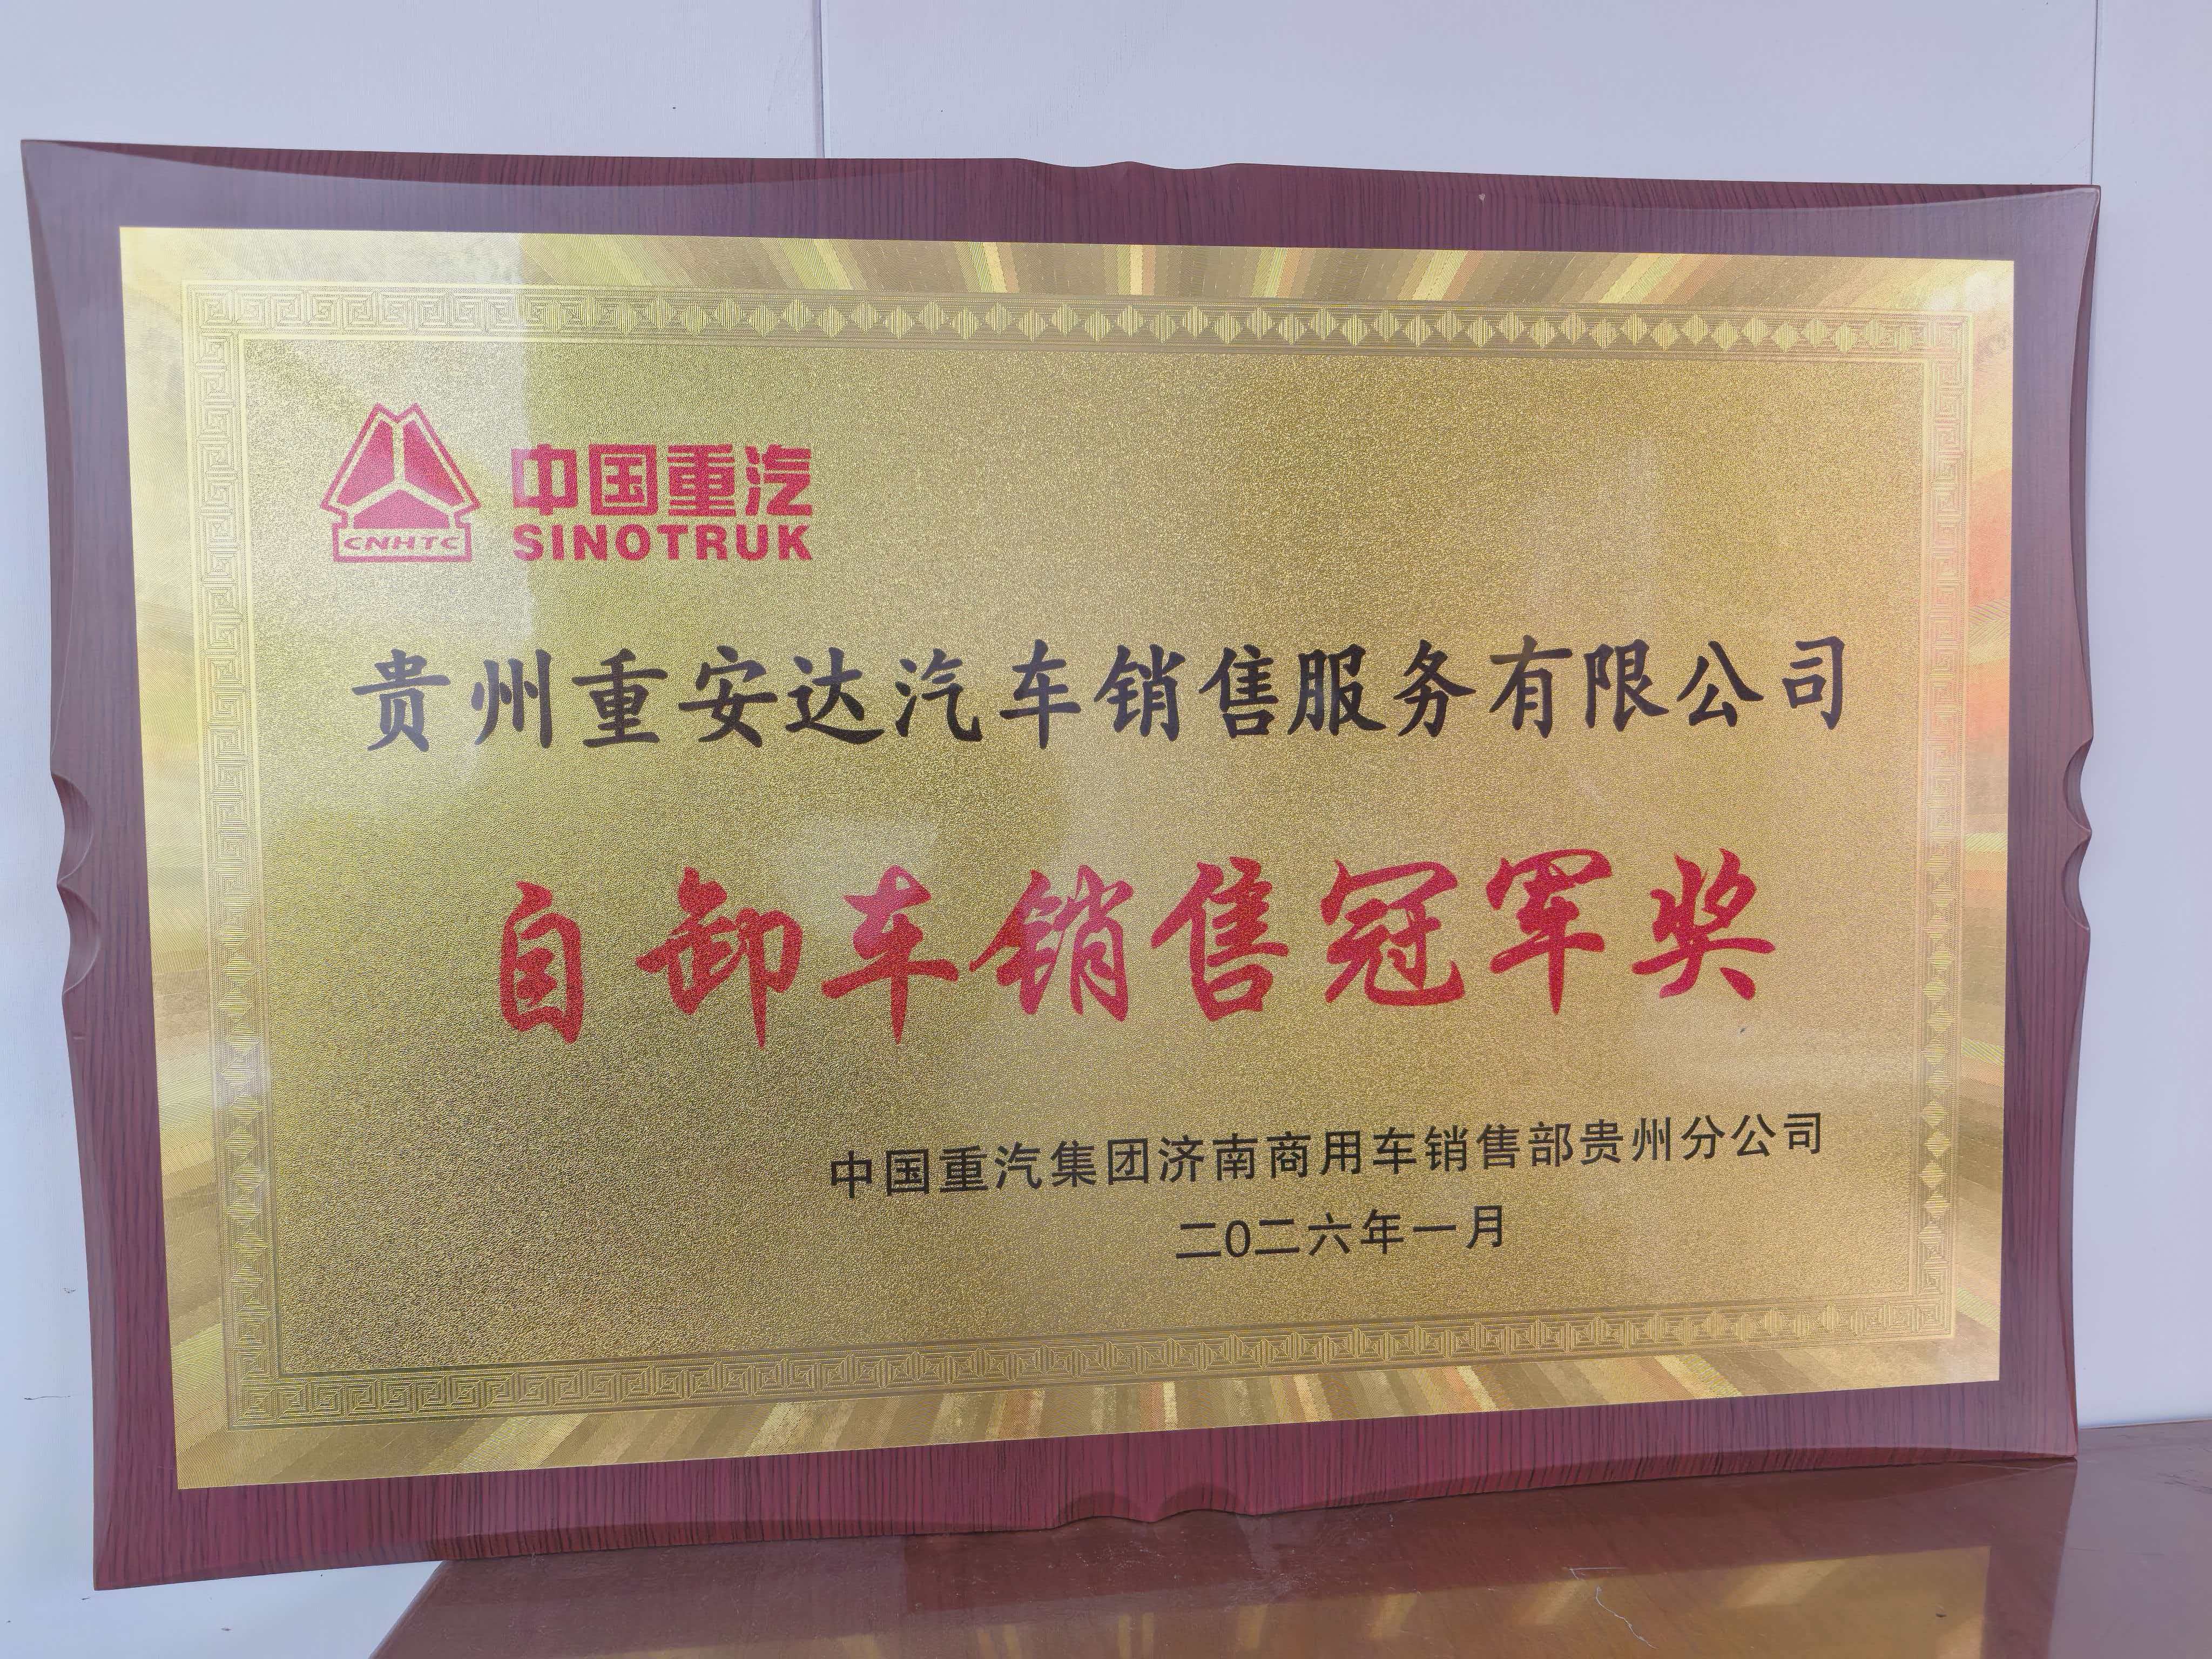 中国重汽
SINOTRUK
CNHTC
贵州重安达汽车销售服务有限公司
自卸车销售冠军奖
中国重汽集团济南商用车销售部贵州分公司
二0二六年一月